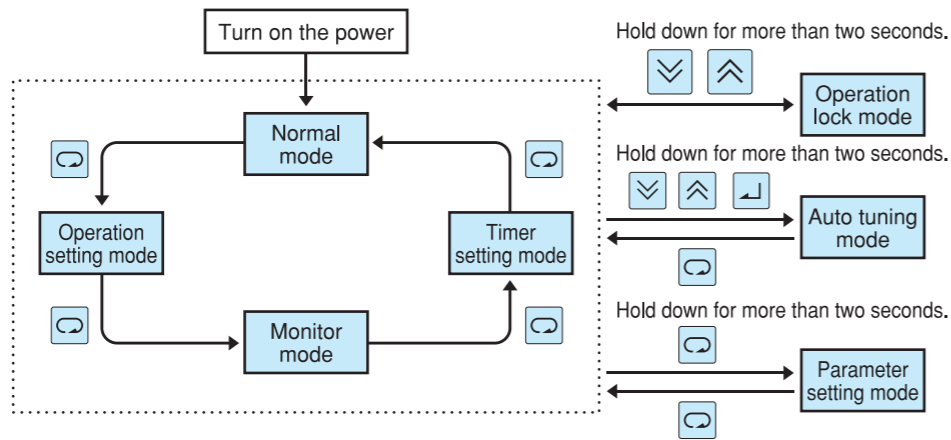 Turn on the power
Normal
mode
Operation
setting mode
Timer
setting mode
Monitor
mode
Hold down for more than two seconds.
Operation
lock mode
Hold down for more than two seconds.
Auto tuning
mode
Hold down for more than two seconds.
Parameter
setting mode